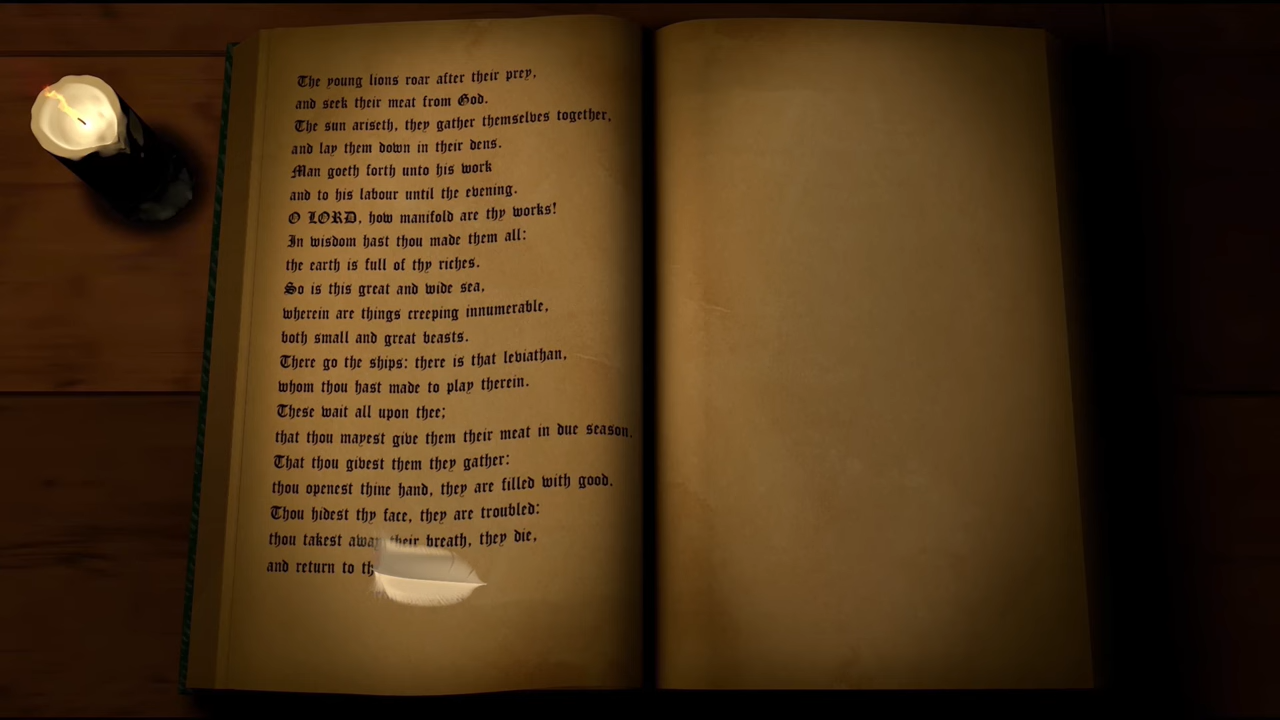 The young lions roar after their prey,
and seek their meat from God.
The sun ariseth, they gather themselves together,
and lay them down in their dens.
Man goeth forth unto his work
and to his labour until the evening.
O LORD, how manifold are thy works!
In wisdom hast thou made them all:
the earth is full of thy riches.
So is this great and wide sea,
wherein are things creeping innumerable,
both small and great beasts.
There go the ships: there is that leviathan,
whom thou hast made to play therein.
These wait all upon thee;
that thou mayest give them their meat in due season.
That thou givest them they gather:
thou openest thine hand, they are filled with good.
Thou hidest thy face, they are troubled:
thou takest away their breath, they die,
and return to